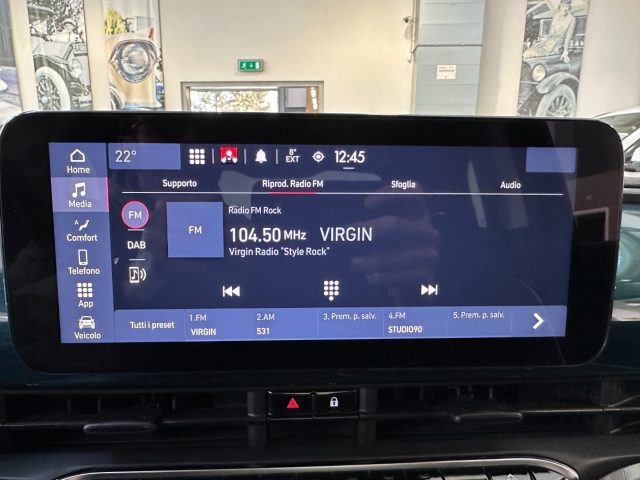 22°
8°
EXT
12:45
Home
Media
Comfort
Telefono
App
Veicolo
Supporto
Riprod. Radio FM
Sfoglia
Audio
FM
DAB
FM
Radio FM Rock
104.50 MHz VIRGIN
Virgin Radio "Style Rock"
Tutti i preset
1.FM
VIRGIN
2.AM
531
3. Prem. p. salv.
4.FM
STUDIO90
5. Prem. p. salv.